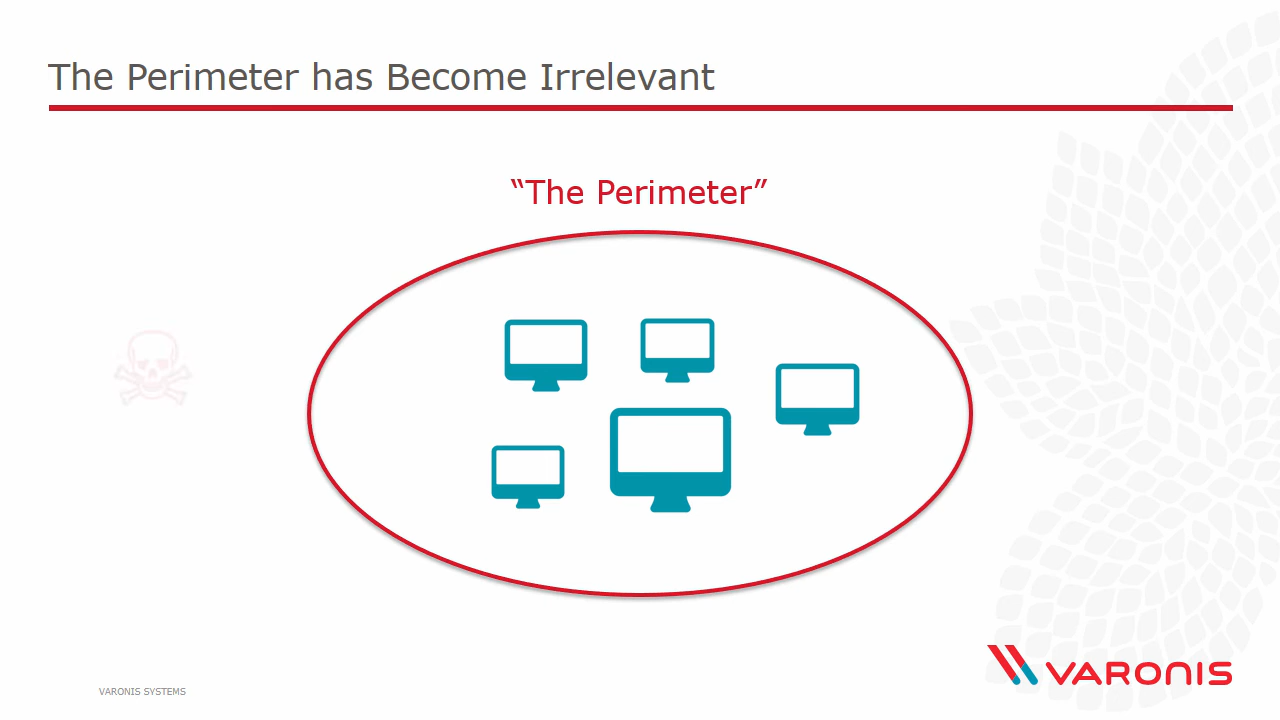 The Perimeter has Become Irrelevant
“The Perimeter”
VARONIS SYSTEMS
VARONIS